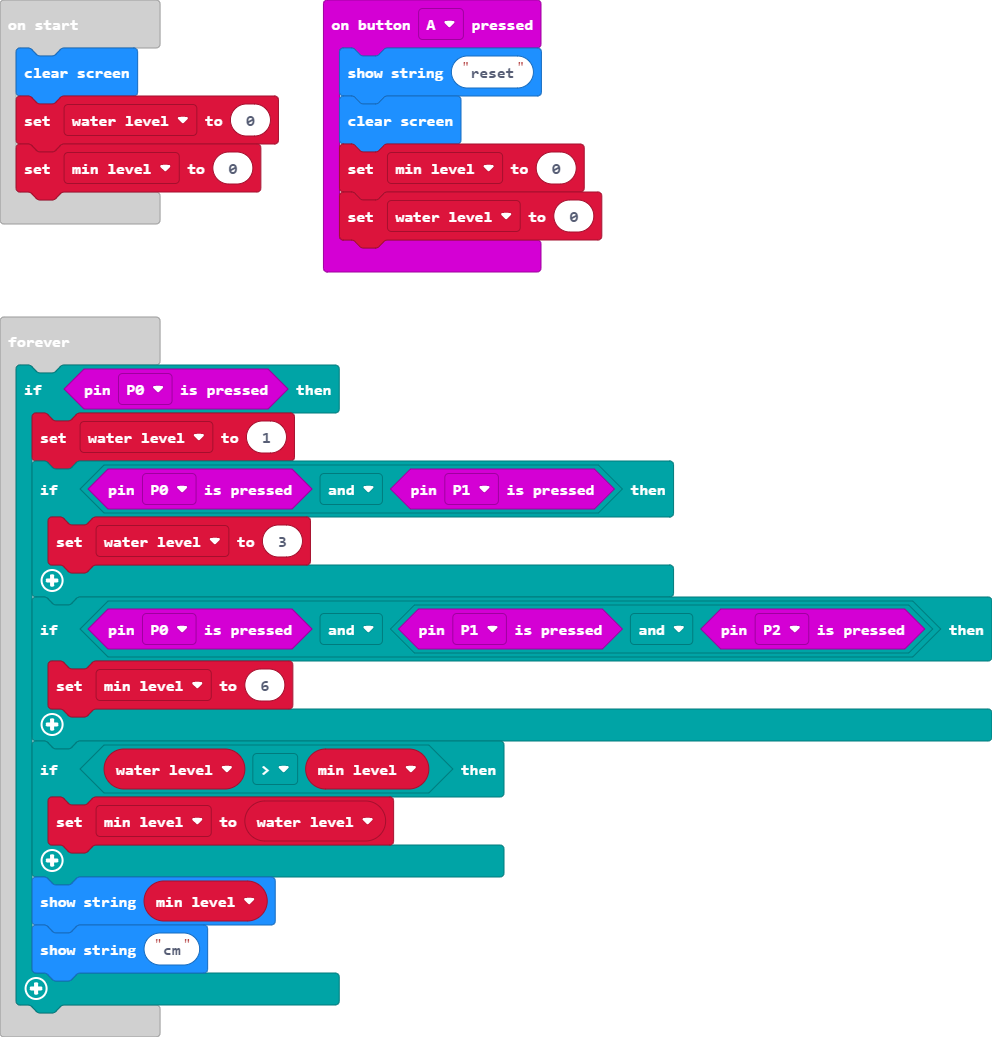 on start
clear screen
set water level to 0
set min level to 0
on button A pressed
show string "reset"
clear screen
set min level to 0
set water level to 0
forever
if pin P0 is pressed then
set water level to 1
if pin P0 is pressed and pin P1 is pressed then
set water level to 3
if pin P0 is pressed and pin P1 is pressed and pin P2 is pressed then
set min level to 6
if water level > min level then
set min level to water level
show string min level
show string "cm"